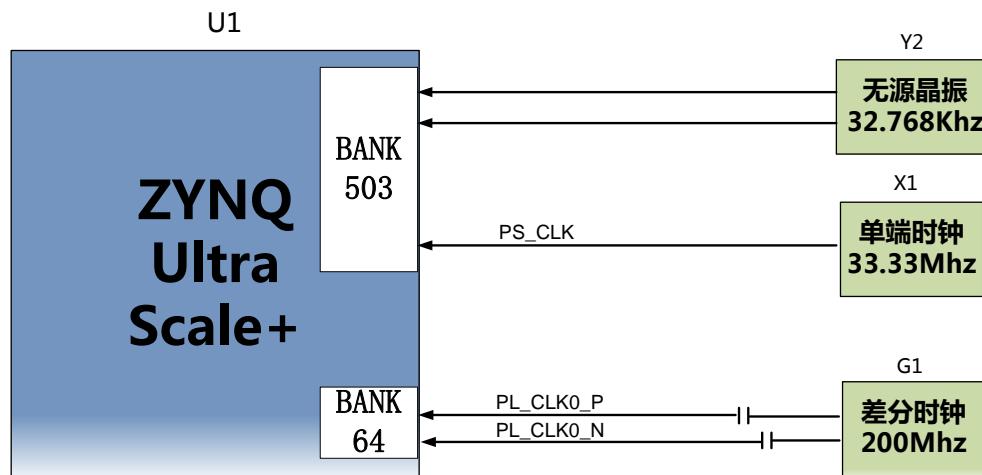 U1
ZYNQ
Ultra
Scale+
BANK
503
BANK
64
PS_CLK
PL_CLK0_P
PL_CLK0_N
Y2
无源晶振
32.768Khz
X1
单端时钟
33.33Mhz
G1
差分时钟
200Mhz